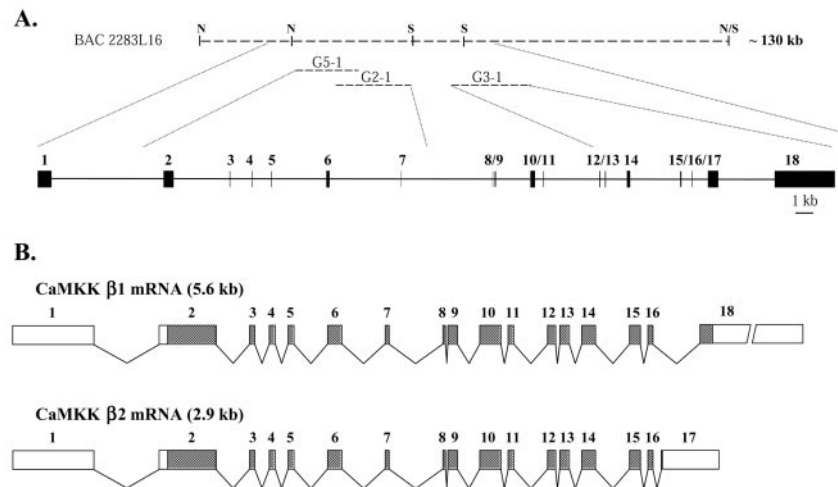 A.
N N S S N/S
BAC 2283L16 ~ 130 kb
G5-1
G2-1 G3-1
1 2 3 4 5 6 7 8/9 10/11 12/13 14 15/16/17 18
1 kb
B.
CaMKK β1 mRNA (5.6 kb)
1 2 3 4 5 6 7 8 9 10 11 12 13 14 15 16 18
CaMKK β2 mRNA (2.9 kb)
1 2 3 4 5 6 7 8 9 10 11 12 13 14 15 16 17